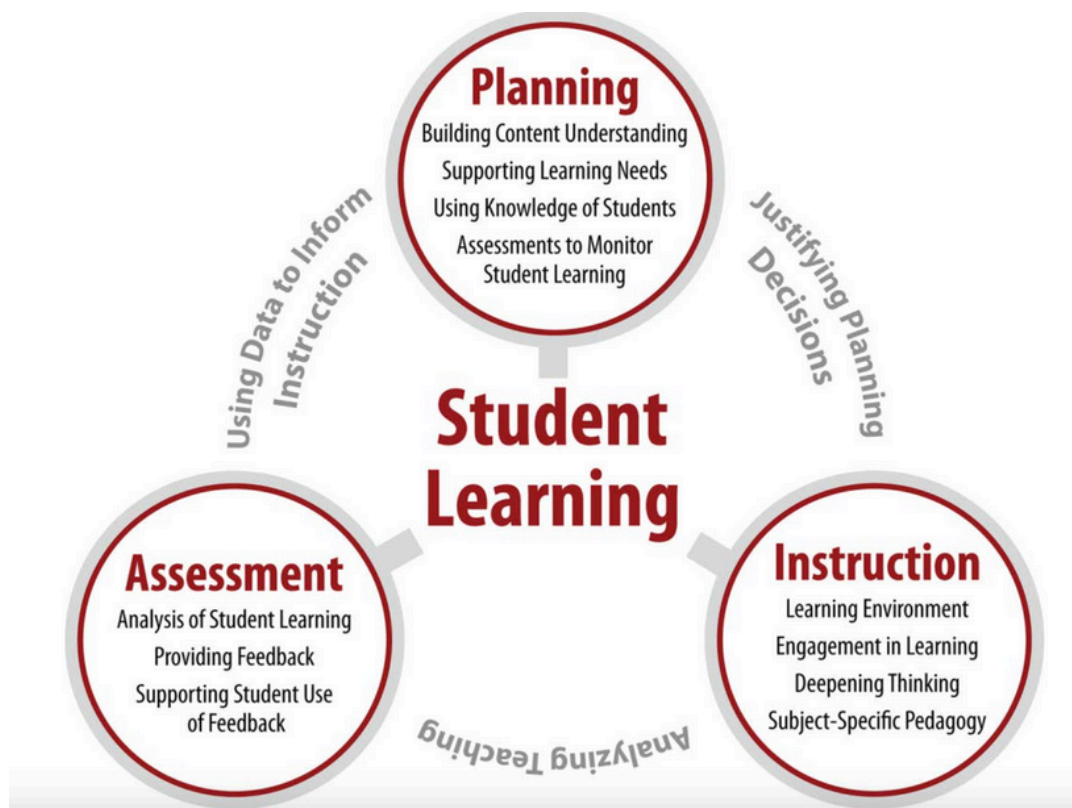 Planning
Building Content Understanding
Supporting Learning Needs
Using Knowledge of Students
Assessments to Monitor
Student Learning
Using Data to Inform
Instruction
Justifying Planning
Decisions
Student
Learning
Assessment
Analysis of Student Learning
Providing Feedback
Supporting Student Use
of Feedback
Instruction
Learning Environment
Engagement in Learning
Deepening Thinking
Subject-Specific Pedagogy
Analyzing Teaching